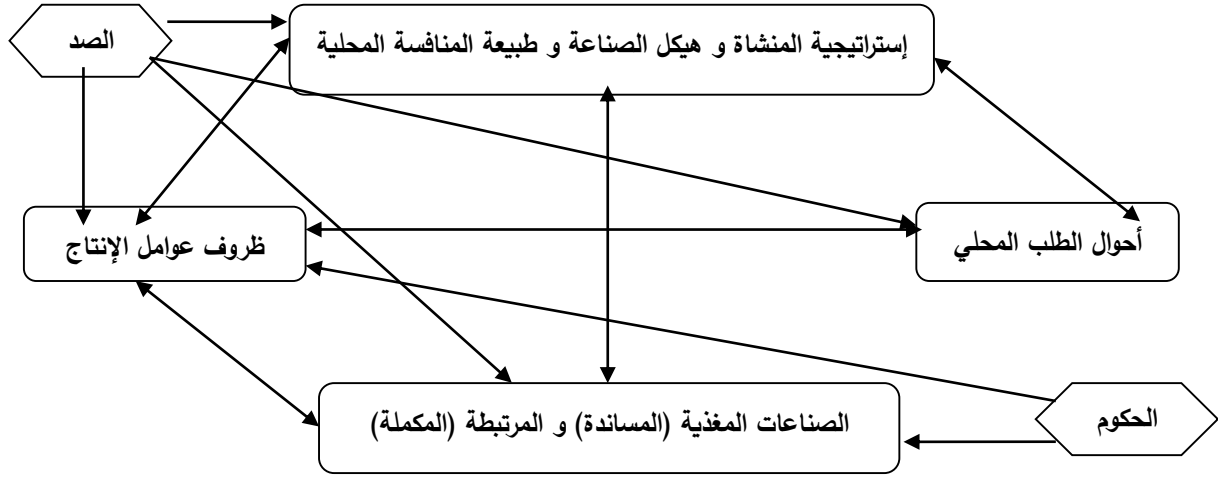 الصد
إستراتيجية المنشاة و هيكل الصناعة و طبيعة المنافسة المحلية
أحوال الطلب المحلي
ظروف عوامل الإنتاج
الصناعات المغذية (المساندة) و المرتبطة (المكملة)
الحكوم